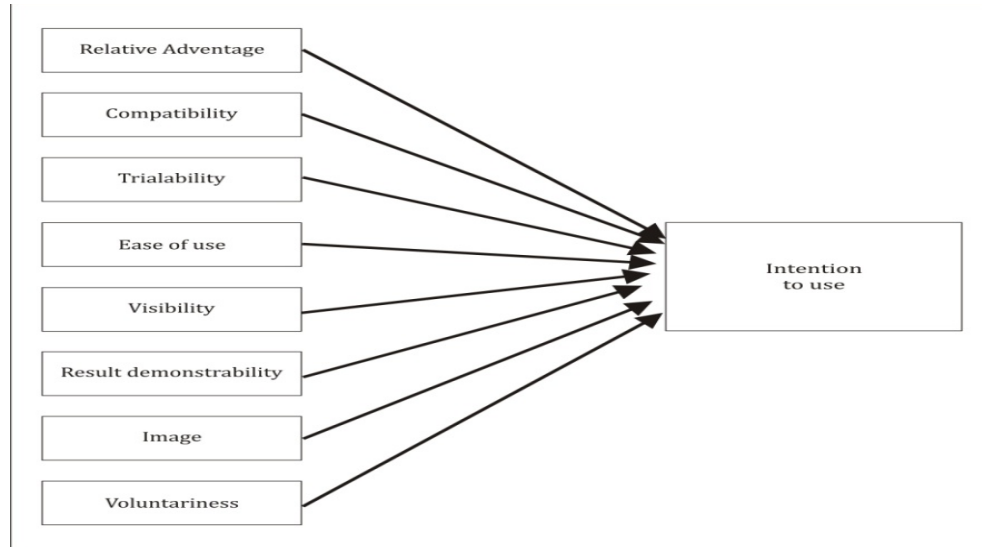 Relative Adventage
Compatibility
Trialability
Ease of use
Visibility
Result demonstrability
Image
Voluntariness
Intention
to use